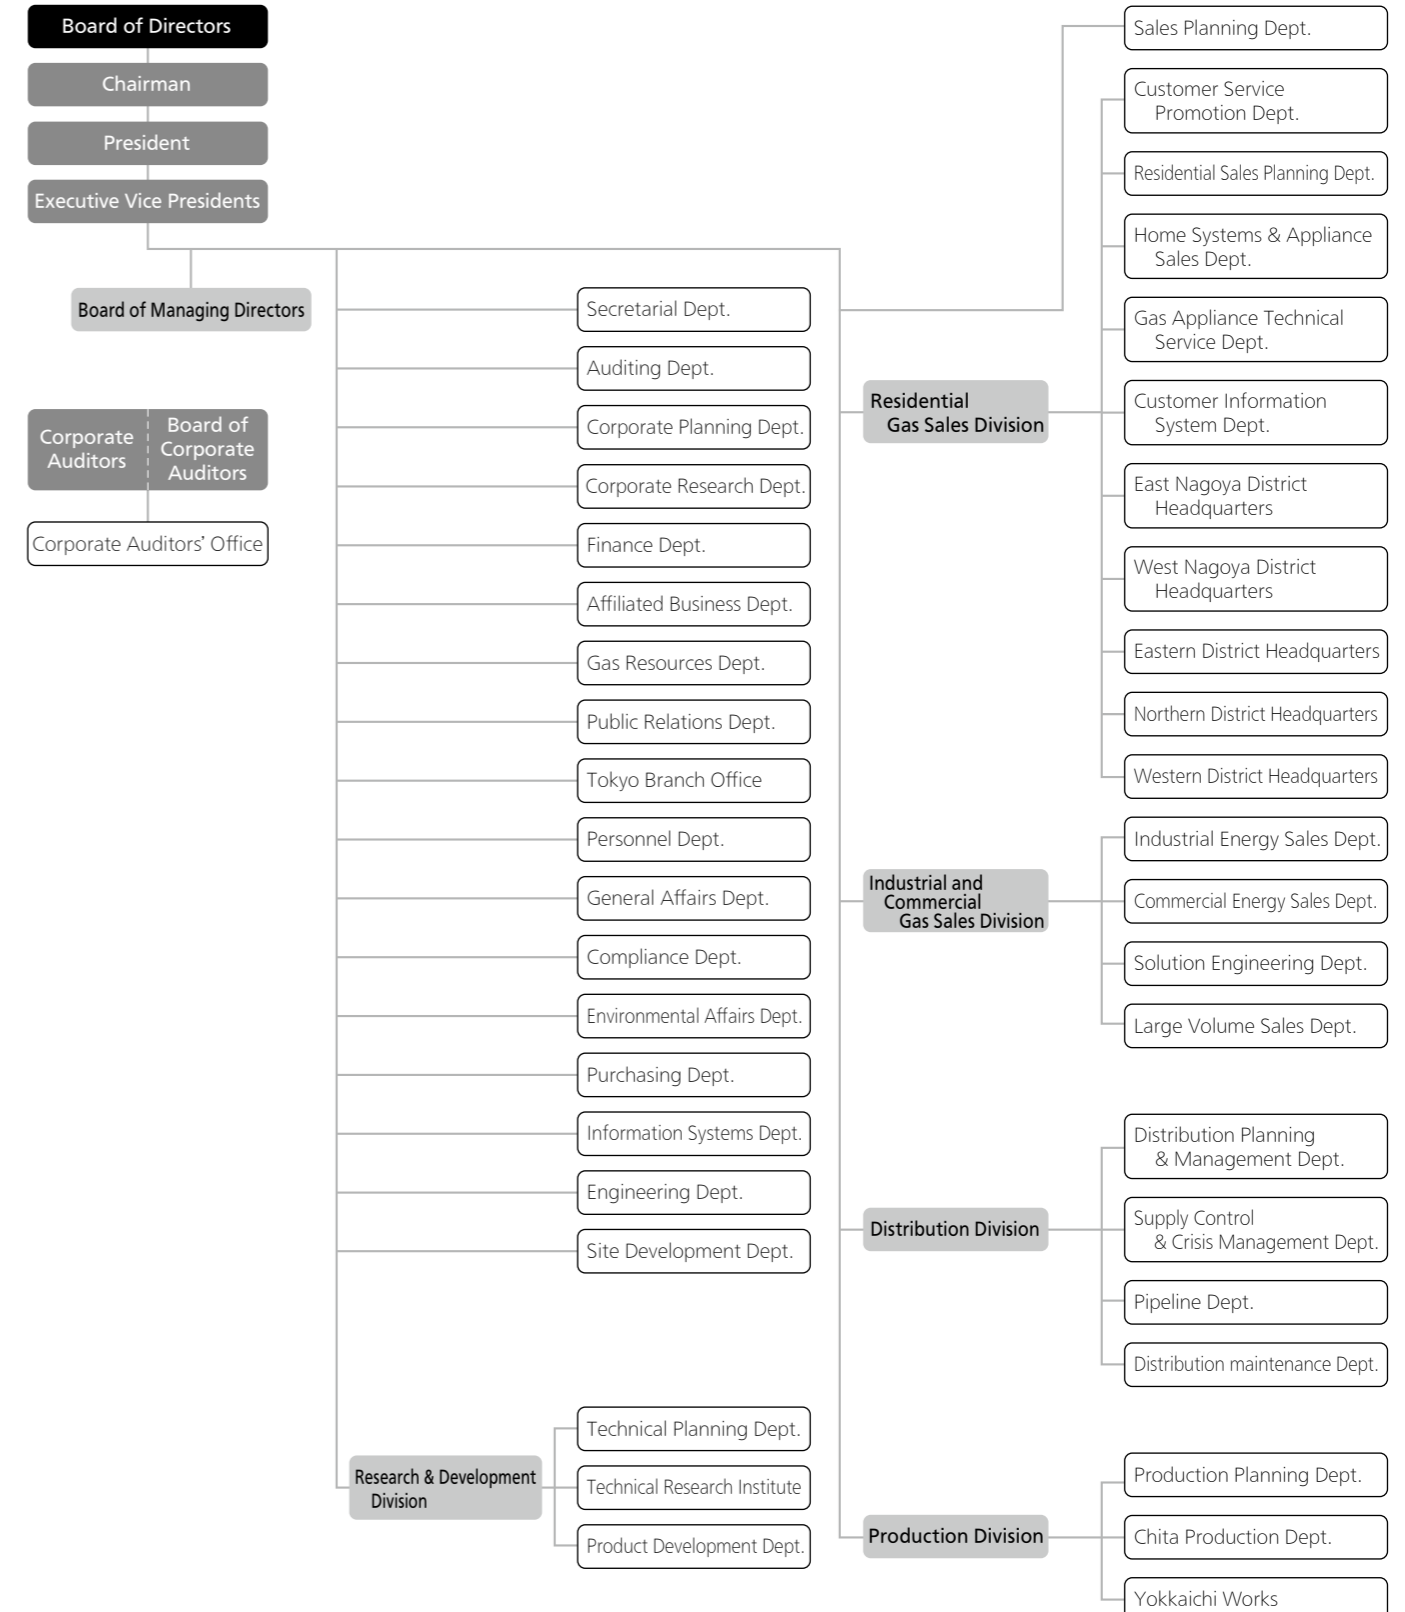 Board of Directors
Chairman
President
Executive Vice Presidents
Board of Managing Directors
Corporate
Auditors
Board of
Corporate
Auditors
Corporate Auditors’ Office
Secretarial Dept.
Auditing Dept.
Corporate Planning Dept.
Corporate Research Dept.
Finance Dept.
Affiliated Business Dept.
Gas Resources Dept.
Public Relations Dept.
Tokyo Branch Office
Personnel Dept.
General Affairs Dept.
Compliance Dept.
Environmental Affairs Dept.
Purchasing Dept.
Information Systems Dept.
Engineering Dept.
Site Development Dept.
Research & Development
Division
Technical Planning Dept.
Technical Research Institute
Product Development Dept.
Sales Planning Dept.
Residential
Gas Sales Division
Customer Service
Promotion Dept.
Residential Sales Planning Dept.
Home Systems & Appliance
Sales Dept.
Gas Appliance Technical
Service Dept.
Customer Information
System Dept.
East Nagoya District
Headquarters
West Nagoya District
Headquarters
Eastern District Headquarters
Northern District Headquarters
Western District Headquarters
Industrial and
Commercial
Gas Sales Division
Industrial Energy Sales Dept.
Commercial Energy Sales Dept.
Solution Engineering Dept.
Large Volume Sales Dept.
Distribution Division
Distribution Planning
& Management Dept.
Supply Control
& Crisis Management Dept.
Pipeline Dept.
Distribution maintenance Dept.
Production Division
Production Planning Dept.
Chita Production Dept.
Yokkaichi Works